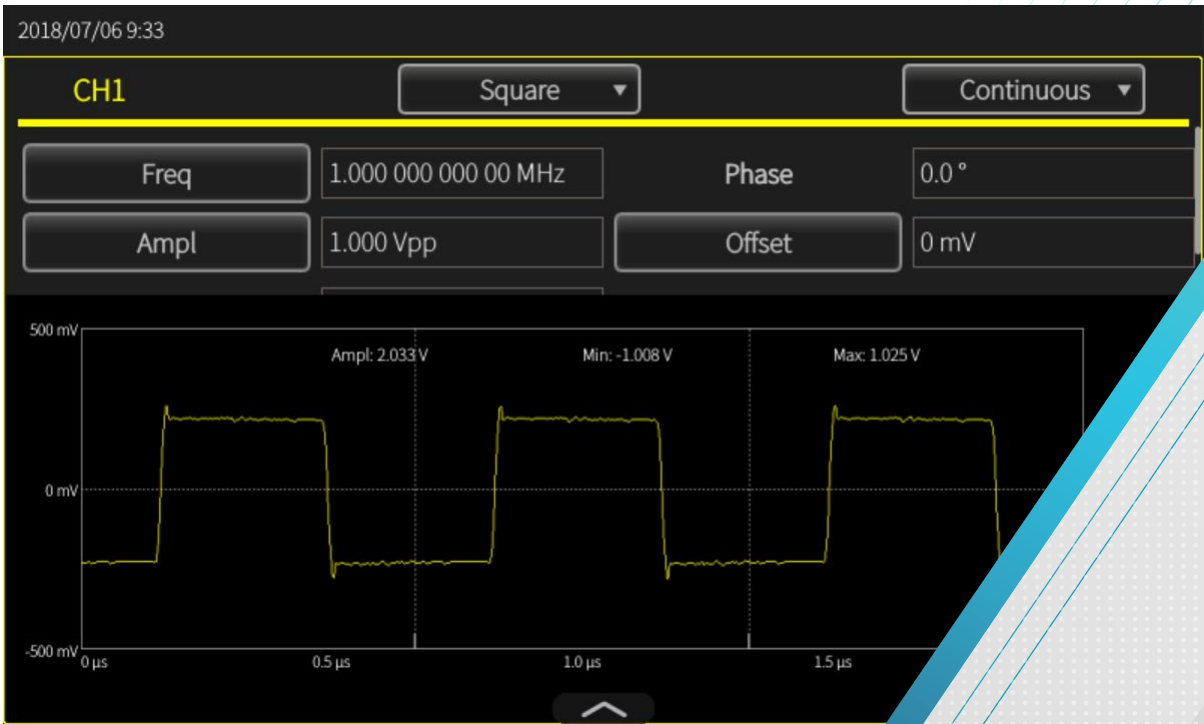 2018/07/06 9:33
CH1 Square Continuous
Freq 1.000 000 000 00 MHz Phase 0.0 °
Ampl 1.000 Vpp Offset 0 mV
500 mV
Ampl: 2.033 V Min: -1.008 V Max: 1.025 V
0 mV
-500 mV
0 µs 0.5 µs 1.0 µs 1.5 µs